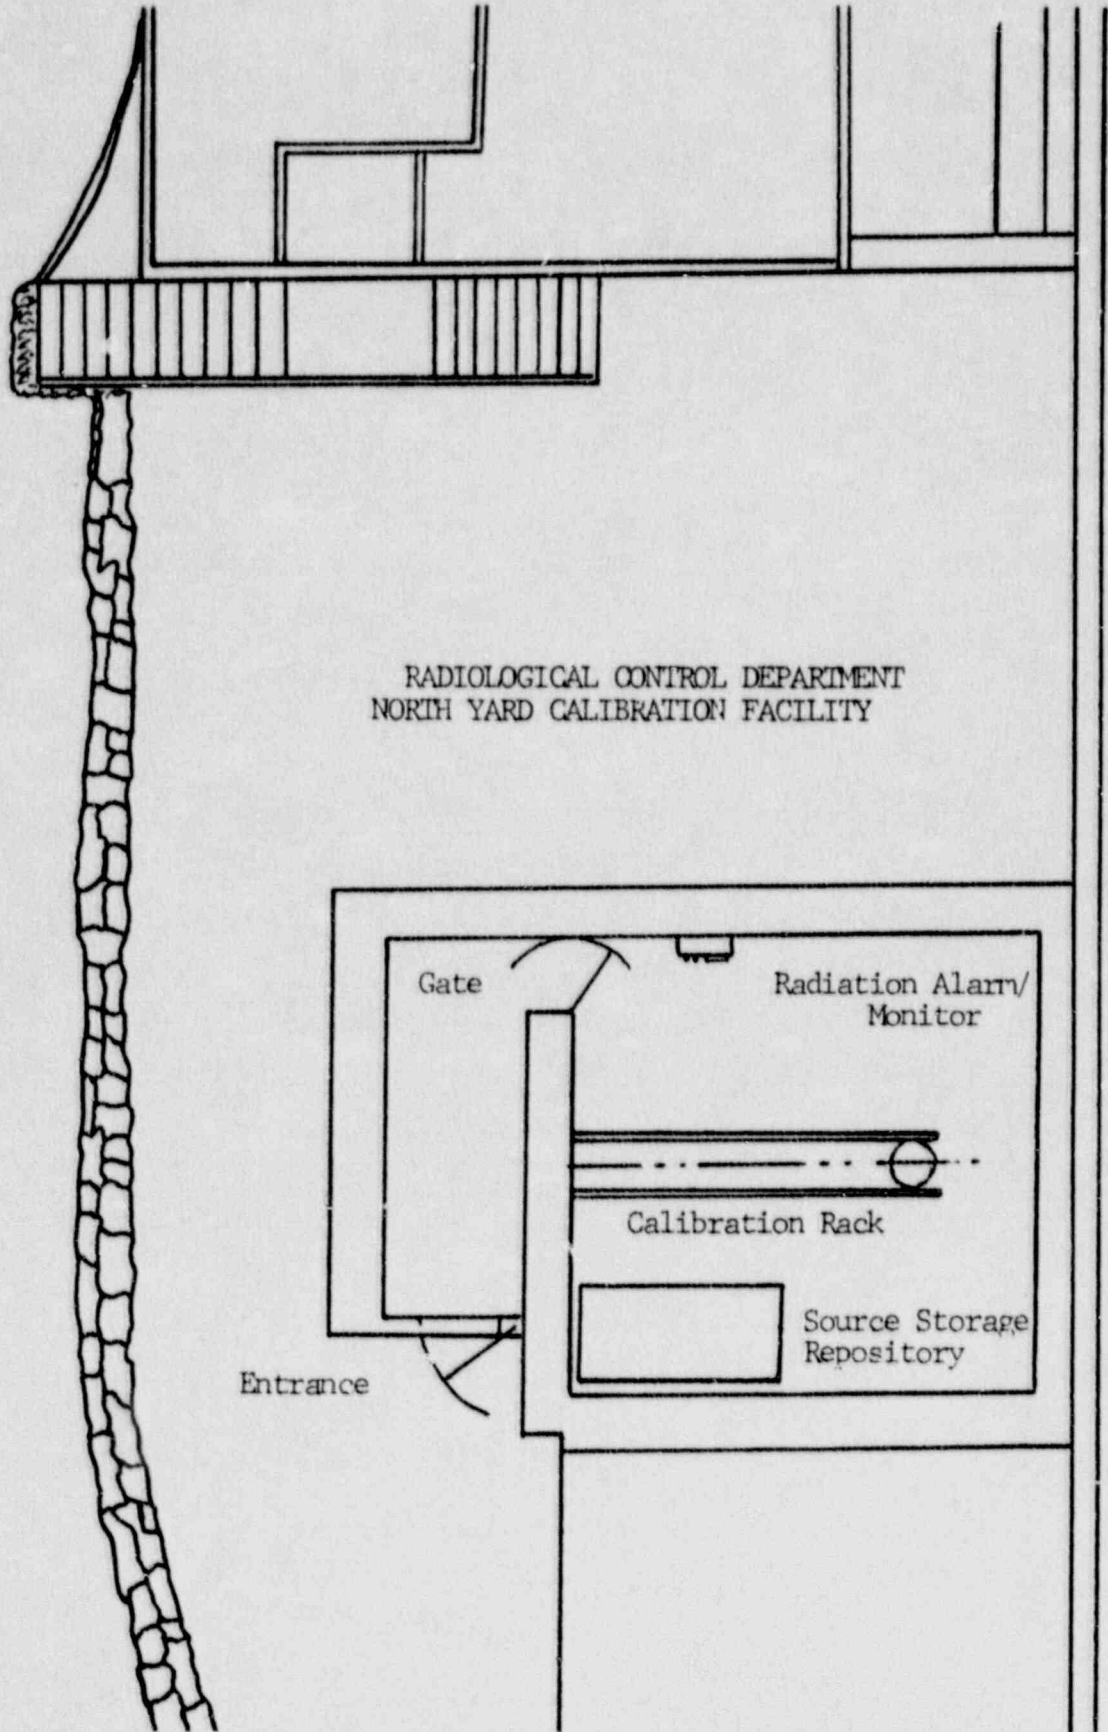 RADIOLOGICAL CONTROL DEPARTMENT
NORTH YARD CALIBRATION FACILITY
Gate
Radiation Alarm/
Monitor
Calibration Rack
Source Storage
Repository
Entrance